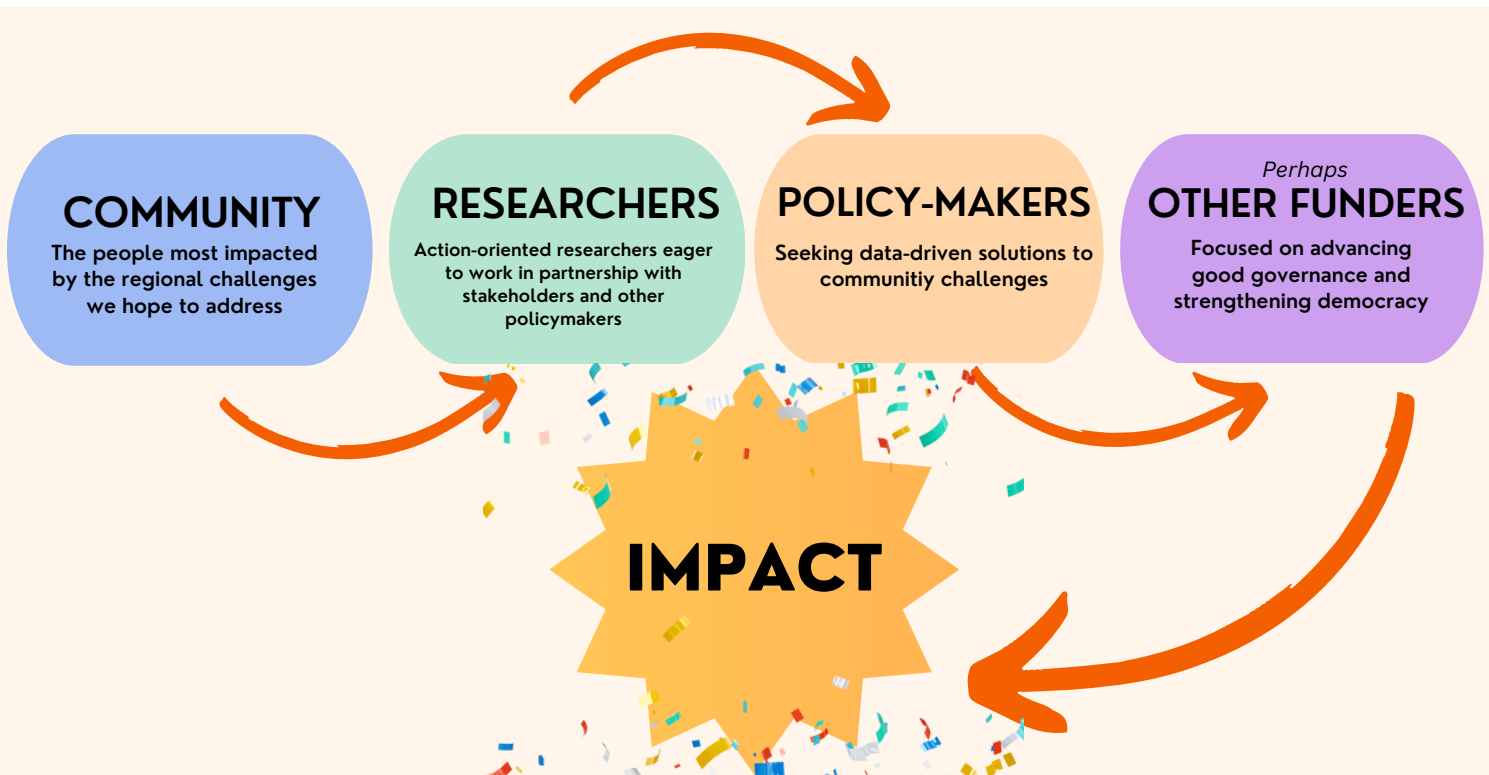 COMMUNITY
The people most impacted
by the regional challenges
we hope to address
RESEARCHERS
Action-oriented researchers eager
to work in partnership with
stakeholders and other
policymakers
POLICY-MAKERS
Seeking data-driven solutions to
communitiy challenges
Perhaps
OTHER FUNDERS
Focused on advancing
good governance and
strengthening democracy
IMPACT